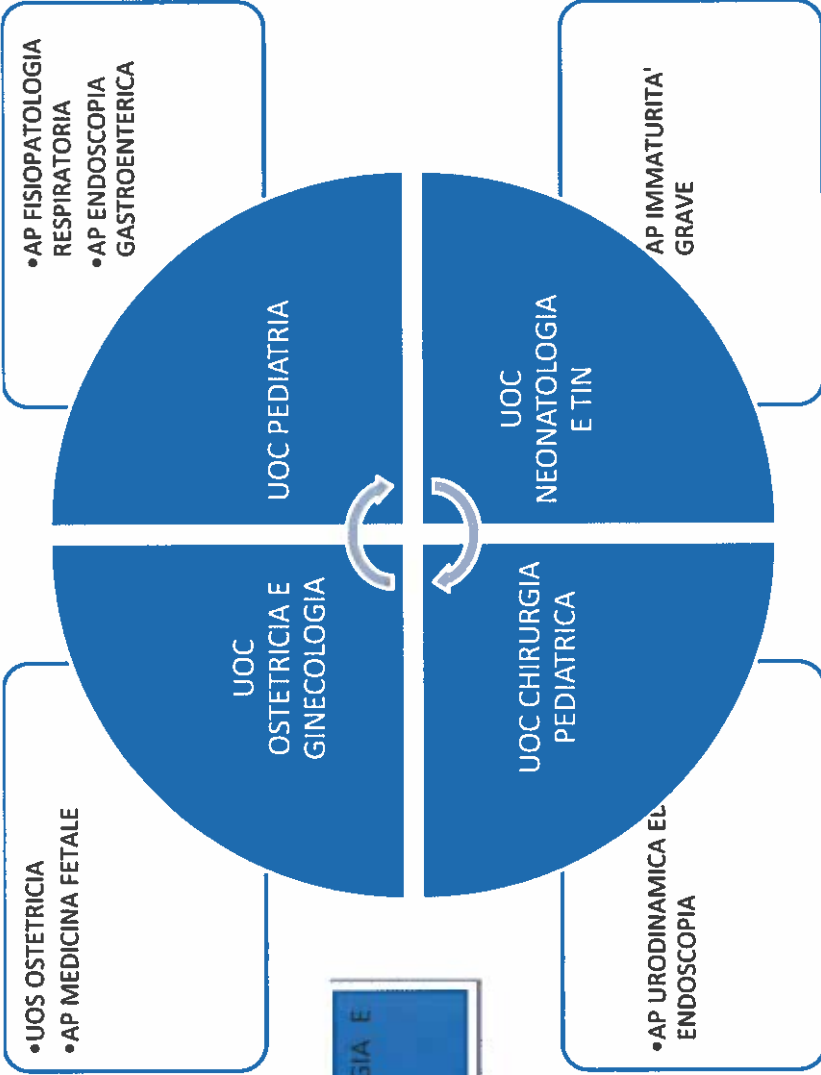 •UOS OSTETRICIA
•AP MEDICINA FETALE
•AP FISIOPATOLOGIA
RESPIRATORIA
•AP ENDOSCOPIA
GASTROENTERICA
UOC
OSTETRICIA E
GINECOLOGIA
UOC PEDIATRIA
E
UOC CHIRURGIA
PEDIATRICA
UOC
NEONATOLOGIA
E TIN
•AP URODINAMICA
ENDOSCOPIA
AP IMMATURITA'
GRAVE